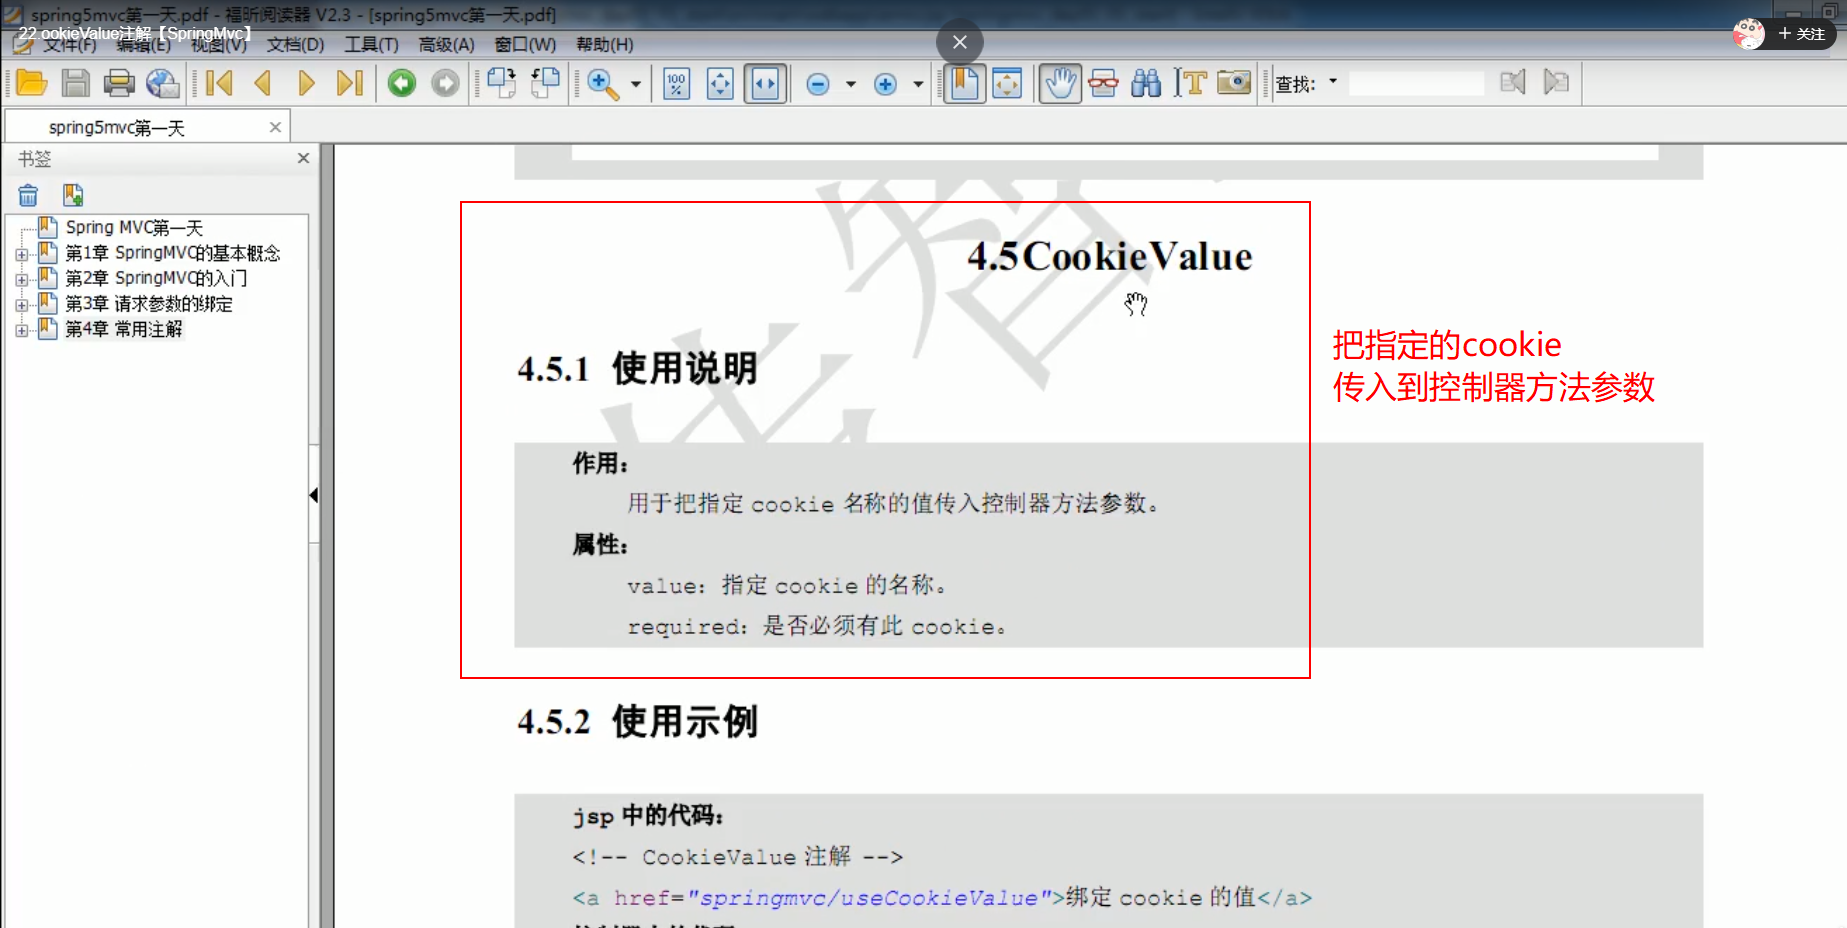 spring5mvc第一天.pdf - 福昕阅读器 V2.3 - [spring5mvc第一天.pdf]
22.ookieValue注解【SpringMvc】
+ 关注
文件(F) 编辑(E) 视图(V) 文档(D) 工具(T) 高级(A) 窗口(W) 帮助(H)
100 %
查找:
spring5mvc第一天
书签
Spring MVC第一天
第1章 SpringMVC的基本概念
第2章 SpringMVC的入门
第3章 请求参数的绑定
第4章 常用注解
4.5CookieValue
4.5.1 使用说明
把指定的cookie
传入到控制器方法参数
作用：
用于把指定 cookie 名称的值传入控制器方法参数。
属性：
value：指定 cookie 的名称。
required：是否必须有此 cookie。
4.5.2 使用示例
jsp 中的代码：
<!-- CookieValue 注解 -->
<a href="springmvc/useCookieValue">绑定 cookie 的值</a>